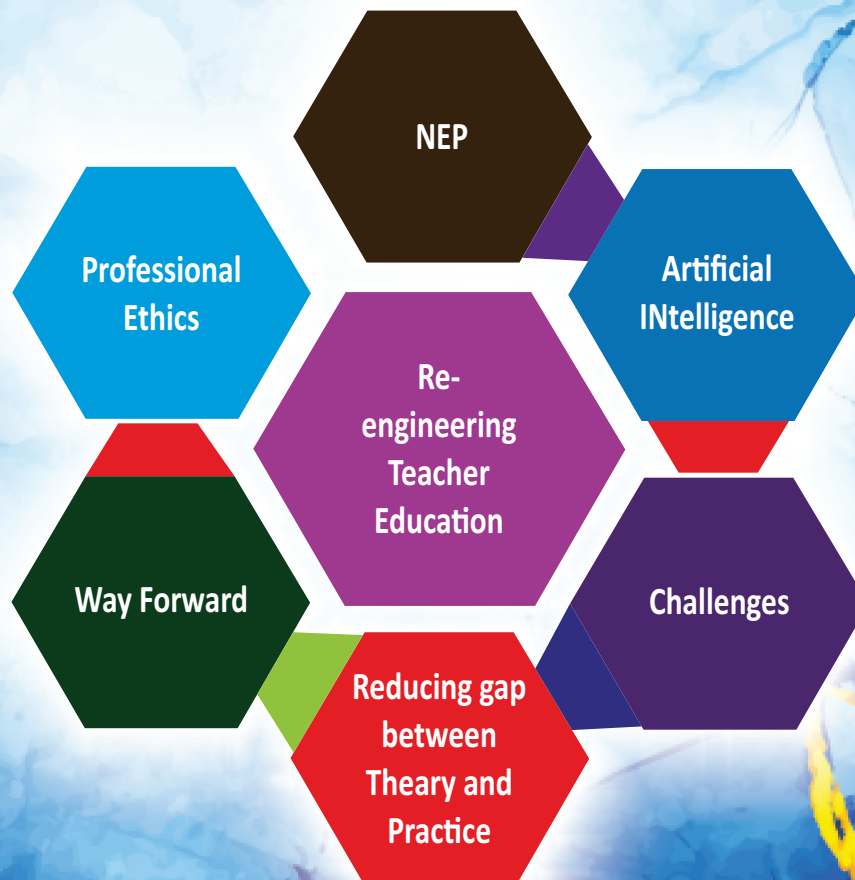 NEP
Professional
Ethics
Artificial
INtelligence
Re-
engineering
Teacher
Education
Way Forward
Challenges
Reducing gap
between
Theary and
Practice